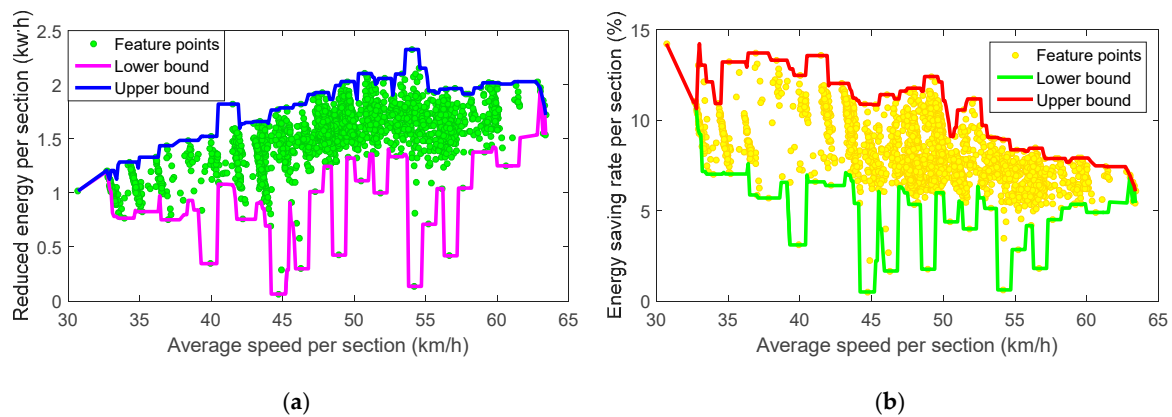 Reduced energy per section (kw·h)
2.5
2
1.5
1
0.5
0
Feature points
Lower bound
Upper bound
30 35 40 45 50 55 60 65
Average speed per section (km/h)
(a)
Energy saving rate per section (%)
15
10
5
0
Feature points
Lower bound
Upper bound
30 35 40 45 50 55 60 65
Average speed per section (km/h)
(b)